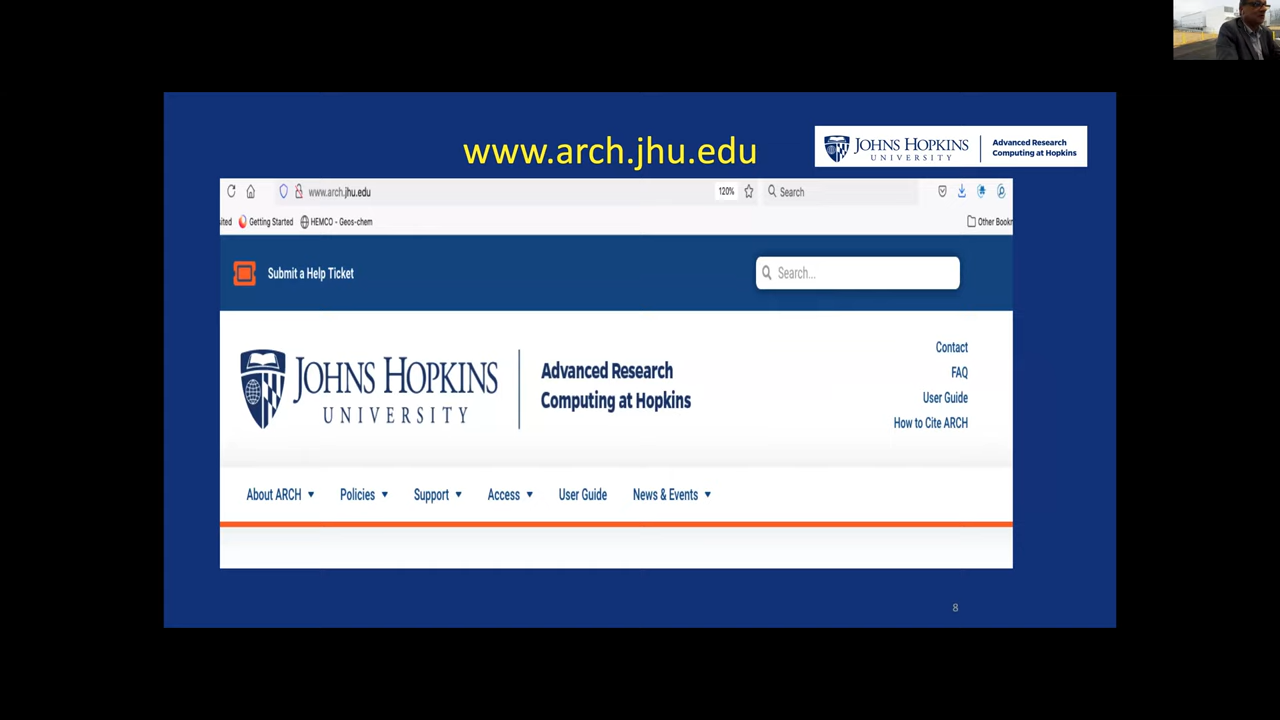 www.arch.jhu.edu
JOHNS HOPKINS
UNIVERSITY
Advanced Research
Computing at Hopkins
www.arch.jhu.edu
120%
Search
ited
Getting Started
HEMCO - Geos-chem
Other Bookm
Submit a Help Ticket
Search...
JOHNS HOPKINS
UNIVERSITY
Advanced Research
Computing at Hopkins
Contact
FAQ
User Guide
How to Cite ARCH
About ARCH
Policies
Support
Access
User Guide
News & Events
8